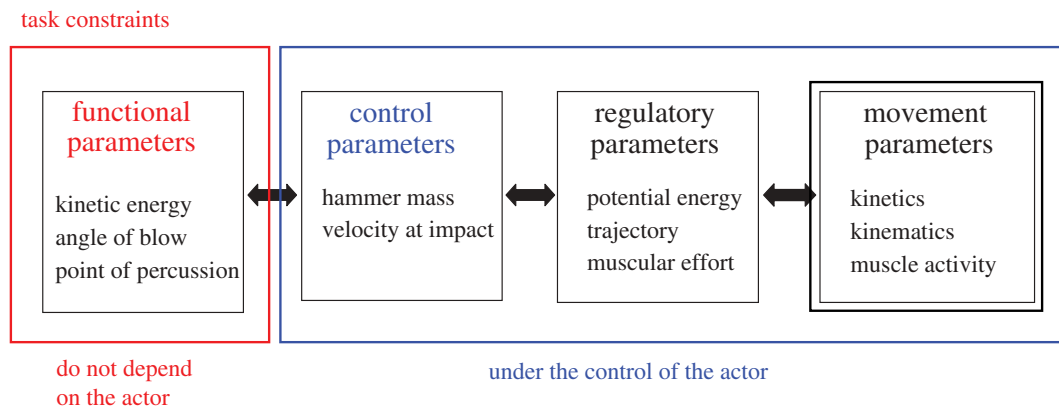 task constraints
functional
parameters
kinetic energy
angle of blow
point of percussion
control
parameters
hammer mass
velocity at impact
regulatory
parameters
potential energy
trajectory
muscular effort
movement
parameters
kinetics
kinematics
muscle activity
do not depend
on the actor
under the control of the actor